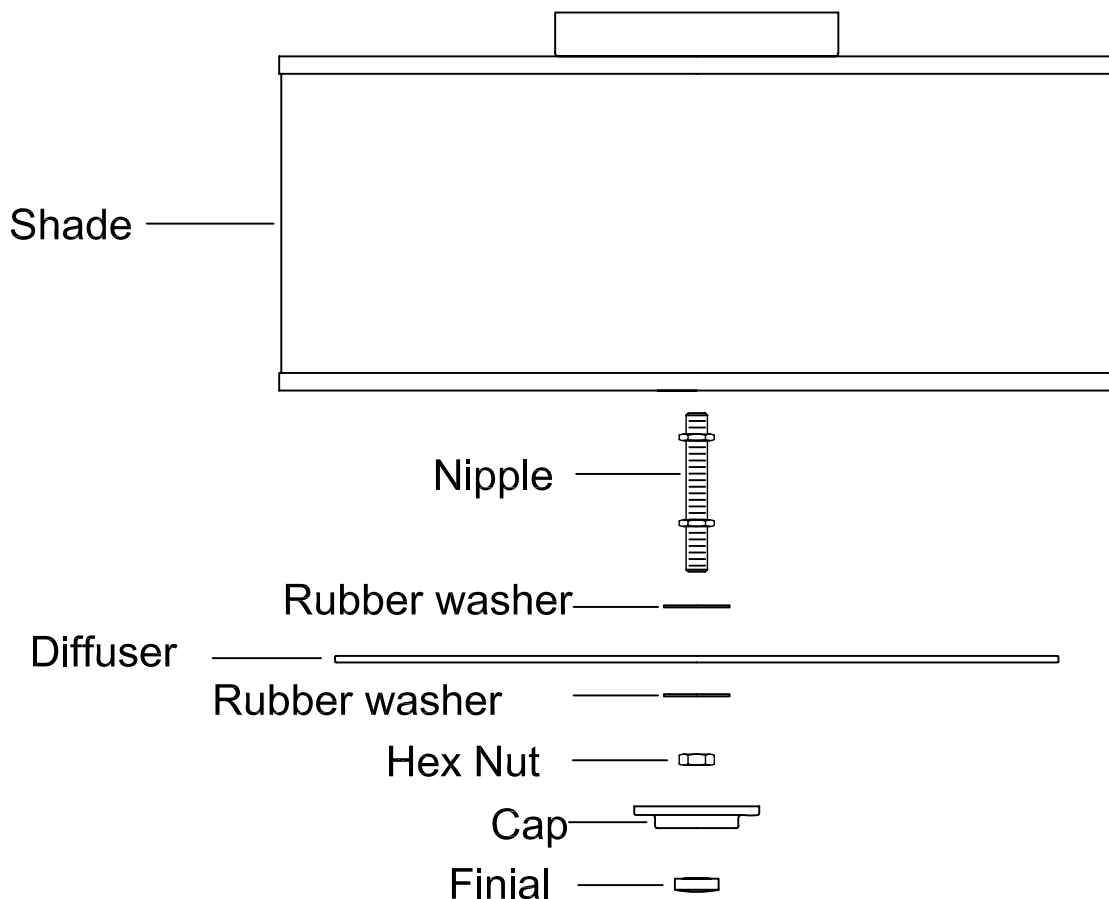 Shade
Nipple
Rubber washer
Diffuser
Rubber washer
Hex Nut
Cap
Finial